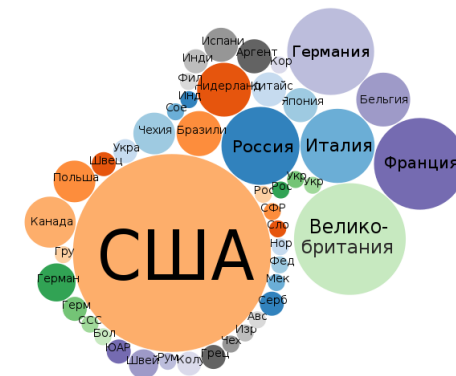 Испани
Аргент
Кор
Германия
Инди
Фил
Нидерланд
Китайс
Инд
Япония
Бельгия
Сое
Чехия
Бразили
Россия
Италия
Франция
Укра
Швец
Польша
Рос
Рос
Укр
Укр
Канада
СФР
Сло
Велико-
британия
Гру
США
Нор
Фед
Герман
Мек
Герм
Серб
ССС
Бол
Авс
Изр
ЮАР
Чех
Швей
Рум
Колу
Грец